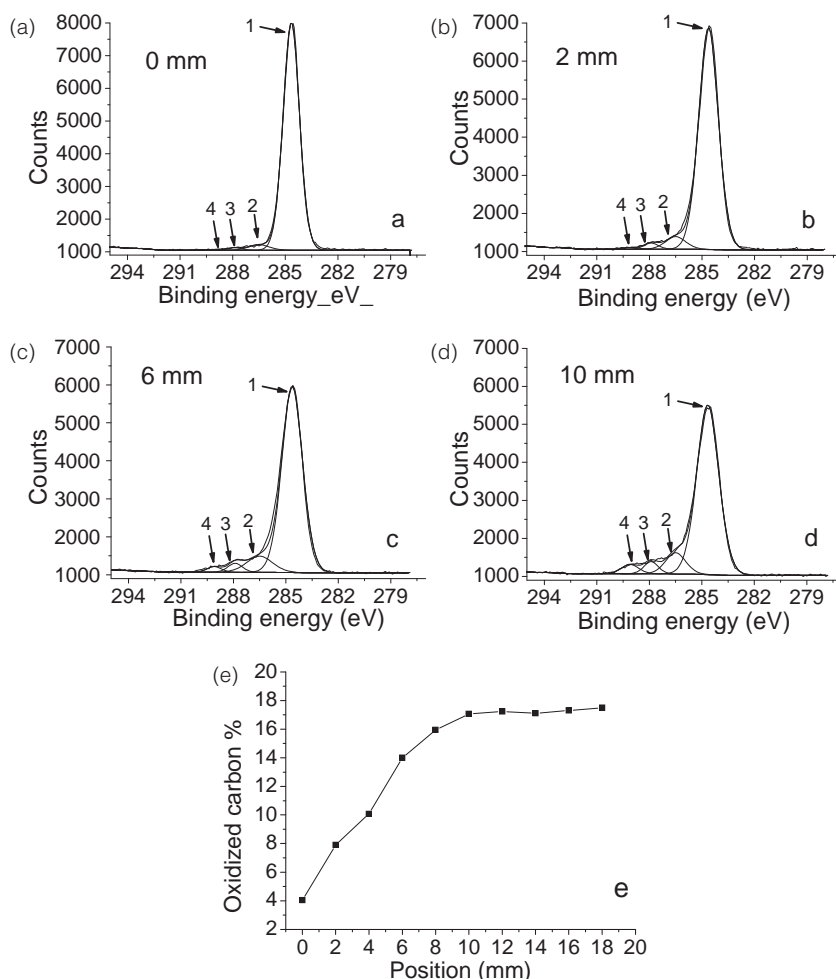 (a)
8000
7000
6000
5000
4000
3000
2000
1000
Counts
0 mm
1
4 3 2
a
294 291 288 285 282 279
Binding energy_eV_
(b)
7000
6000
5000
4000
3000
2000
1000
Counts
2 mm
1
4 3 2
b
294 291 288 285 282 279
Binding energy (eV)
(c)
7000
6000
5000
4000
3000
2000
1000
Counts
6 mm
1
4 3 2
c
294 291 288 285 282 279
Binding energy (eV)
(d)
7000
6000
5000
4000
3000
2000
1000
Counts
10 mm
1
4 3 2
d
294 291 288 285 282 279
Binding energy (eV)
(e)
20
18
16
14
12
10
8
6
4
2
Oxidized carbon %
e
0 2 4 6 8 10 12 14 16 18 20
Position (mm)